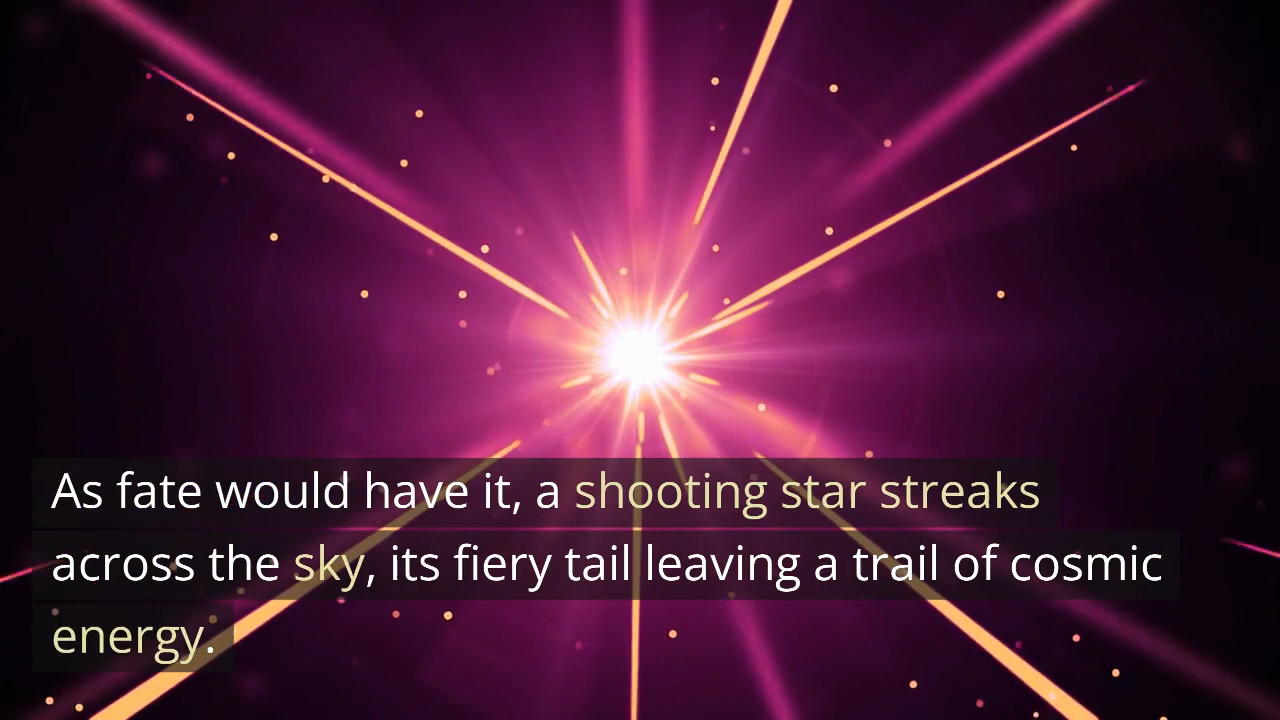 As fate would have it, a shooting star streaks
across the sky, its fiery tail leaving a trail of cosmic
energy.